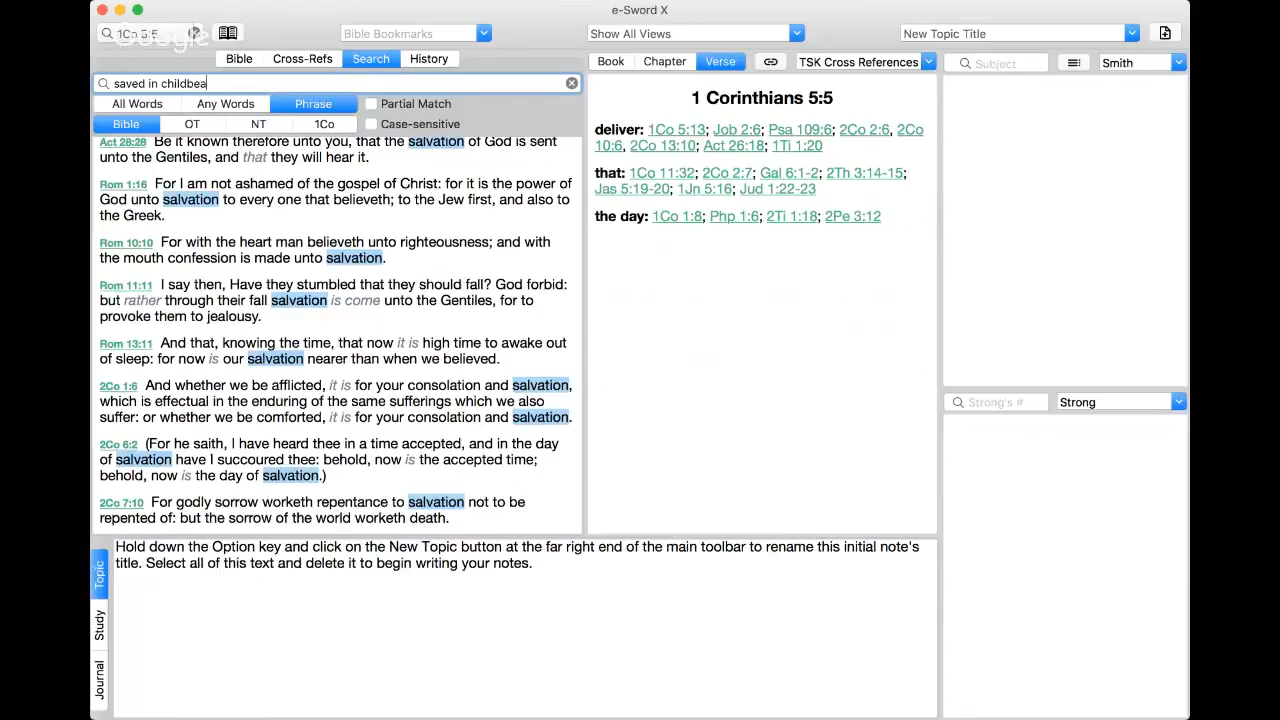 e-Sword X
1Co 5:5
Google
Bible Bookmarks
Show All Views
New Topic Title
Bible Cross-Refs Search History
saved in childbea
All Words Any Words Phrase Partial Match
Bible OT NT 1Co Case-sensitive
Act 28:28 Be it known therefore unto you, that the salvation of God is sent
unto the Gentiles, and that they will hear it.
Rom 1:16 For I am not ashamed of the gospel of Christ: for it is the power of
God unto salvation to every one that believeth; to the Jew first, and also to
the Greek.
Rom 10:10 For with the heart man believeth unto righteousness; and with
the mouth confession is made unto salvation.
Rom 11:11 I say then, Have they stumbled that they should fall? God forbid:
but rather through their fall salvation is come unto the Gentiles, for to
provoke them to jealousy.
Rom 13:11 And that, knowing the time, that now it is high time to awake out
of sleep: for now is our salvation nearer than when we believed.
2Co 1:6 And whether we be afflicted, it is for your consolation and salvation,
which is effectual in the enduring of the same sufferings which we also
suffer: or whether we be comforted, it is for your consolation and salvation.
2Co 6:2 (For he saith, I have heard thee in a time accepted, and in the day
of salvation have I succoured thee: behold, now is the accepted time;
behold, now is the day of salvation.)
2Co 7:10 For godly sorrow worketh repentance to salvation not to be
repented of: but the sorrow of the world worketh death.
Book Chapter Verse TSK Cross References
1 Corinthians 5:5
deliver: 1Co 5:13; Job 2:6; Psa 109:6; 2Co 2:6, 2Co
10:6, 2Co 13:10; Act 26:18; 1Ti 1:20
that: 1Co 11:32; 2Co 2:7; Gal 6:1-2; 2Th 3:14-15;
Jas 5:19-20; 1Jn 5:16; Jud 1:22-23
the day: 1Co 1:8; Php 1:6; 2Ti 1:18; 2Pe 3:12
Subject Smith
Strong's # Strong
Topic
Study
Journal
Hold down the Option key and click on the New Topic button at the far right end of the main toolbar to rename this initial note's
title. Select all of this text and delete it to begin writing your notes.